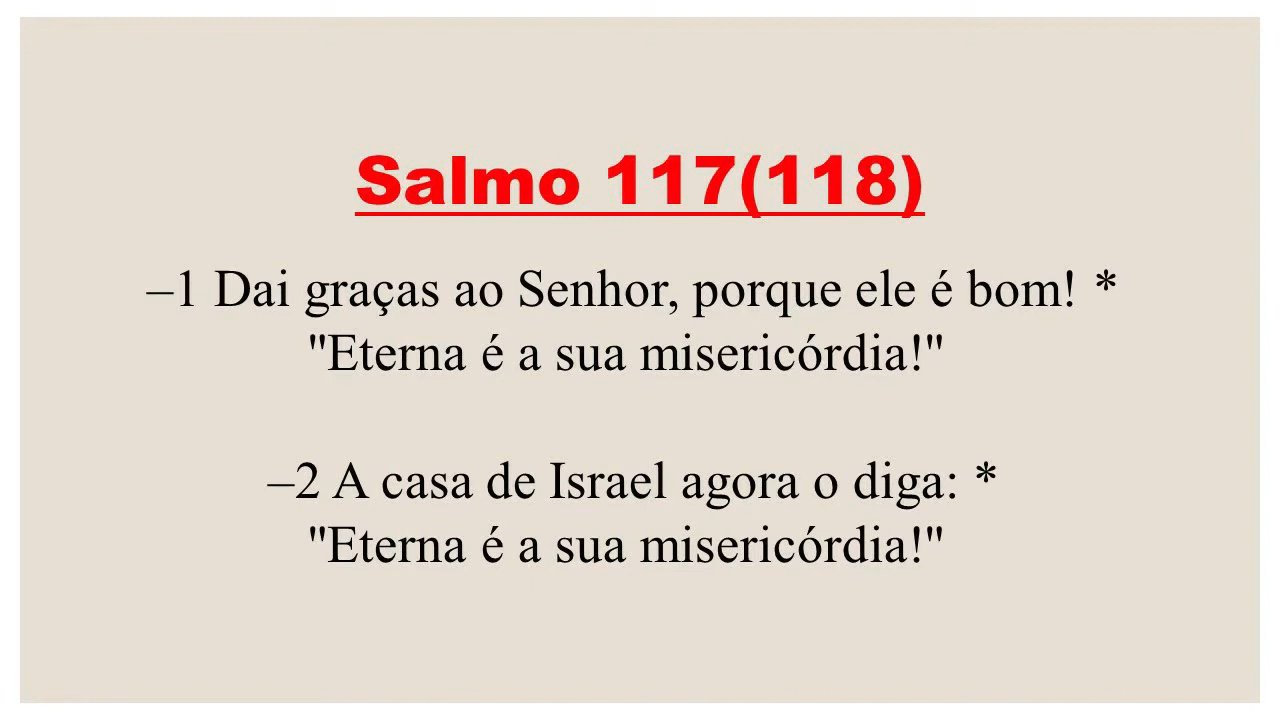 Salmo 117(118)
–1 Dai graças ao Senhor, porque ele é bom! *
"Eterna é a sua misericórdia!"
–2 A casa de Israel agora o diga: *
"Eterna é a sua misericórdia!"